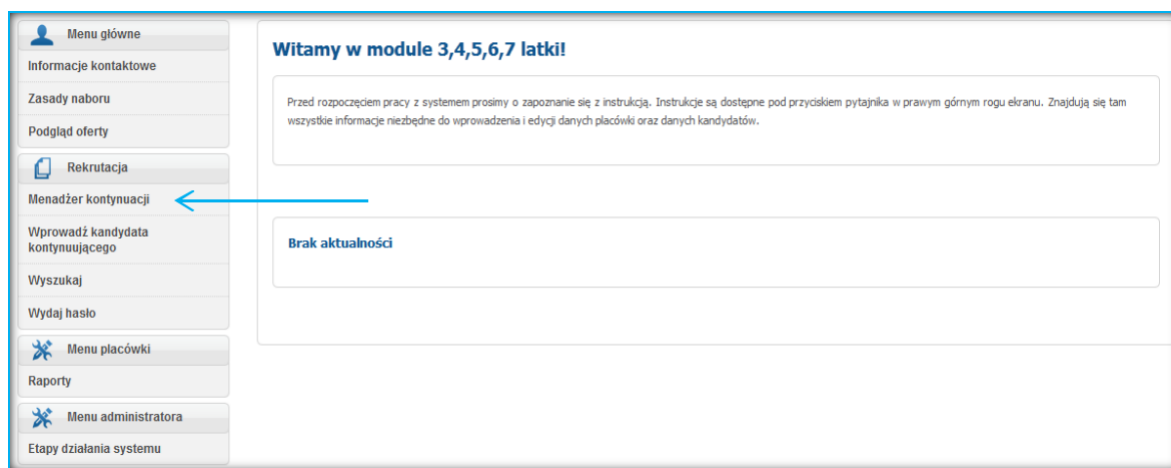 Menu główne
Informacje kontaktowe
Zasady naboru
Podgląd oferty
Rekrutacja
Menadżer kontynuacji
Wprowadź kandydata
kontynuującego
Wyszukaj
Wydaj hasło
Menu placówki
Raporty
Menu administratora
Etapy działania systemu
Witamy w module 3,4,5,6,7 latki!
Przed rozpoczęciem pracy z systemem prosimy o zapoznanie się z instrukcją. Instrukcje są dostępne pod przyciskiem pytajnika w prawym górnym rogu ekranu. Znajdują się tam
wszystkie informacje niezbędne do wprowadzenia i edycji danych placówki oraz danych kandydatów.
Brak aktualności